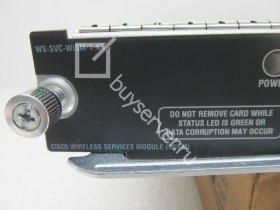 WS-SVC-WISM-1-K9
POWE
DO NOT REMOVE CARD WHILE
STATUS LED IS GREEN OR
DATA CORRUPTION MAY OCCUR
buyserver.ru
CISCO WIRELESS SERVICES MODULE (WiSM)